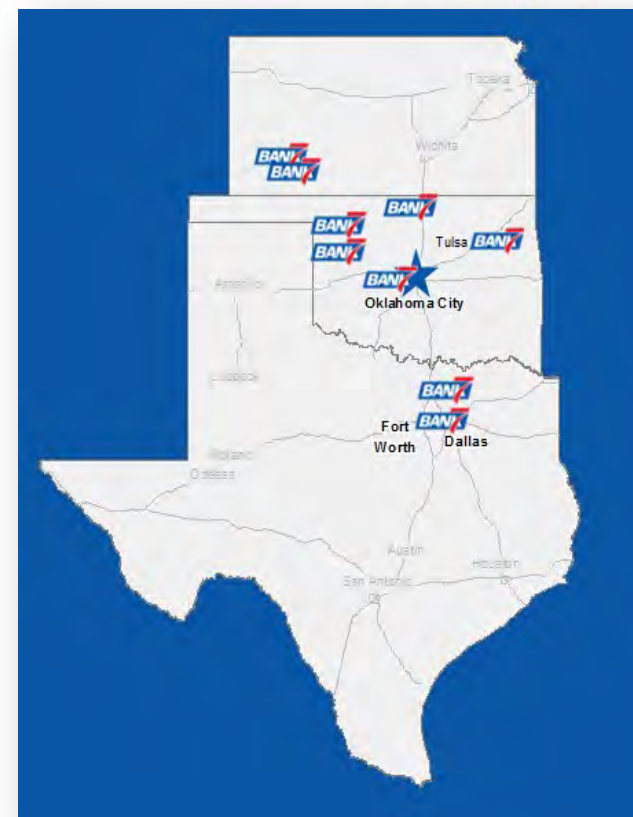 Topeka
Wichita
BANK7
BANK7
BANK7
BANK7
Tulsa BANK7
BANK7
BANK7
Amarillo
Oklahoma City
Lubbock
BANK7
BANK7
Fort
Worth
Dallas
Midland
Odessa
Austin
Houston
San Antonio